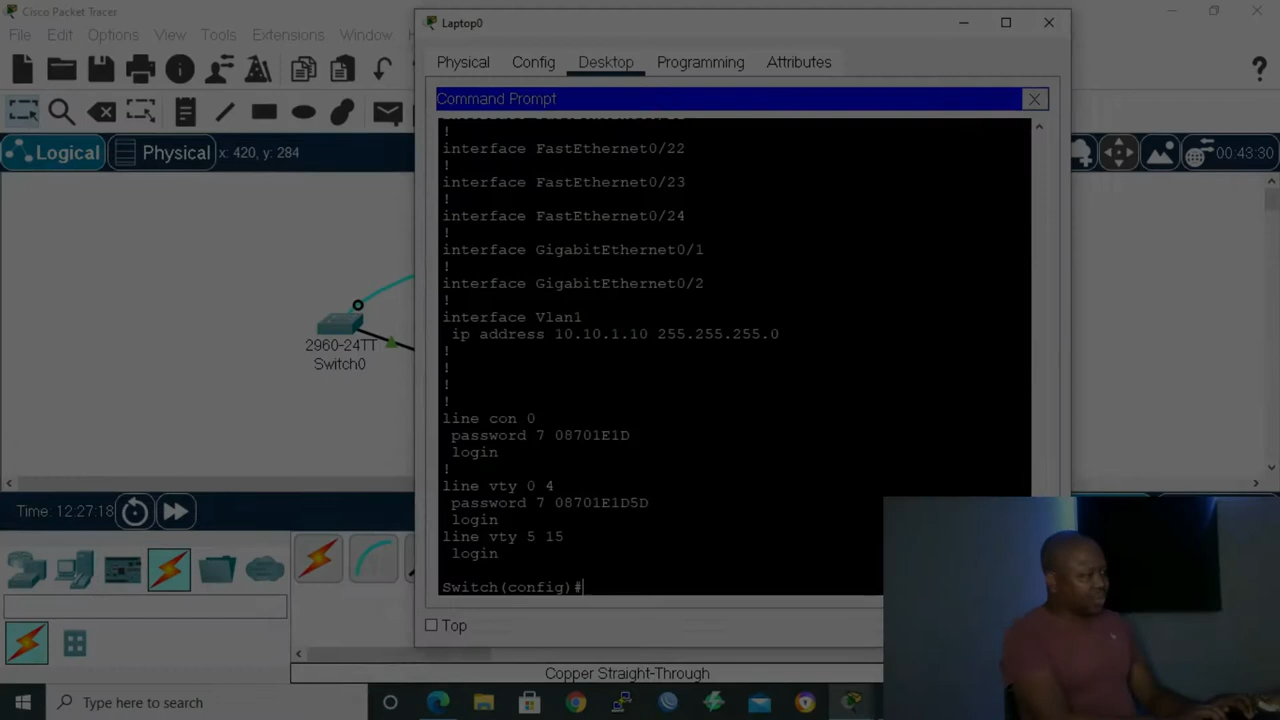 Cisco Packet Tracer
File Edit Options View Tools Extensions Window
Logical Physical x: 420, y: 284
00:43:30
2960-24TT
Switch0
Time: 12:27:18
Laptop0
Physical Config Desktop Programming Attributes
Command Prompt
!
interface FastEthernet0/22
!
interface FastEthernet0/23
!
interface FastEthernet0/24
!
interface GigabitEthernet0/1
!
interface GigabitEthernet0/2
!
interface Vlan1
ip address 10.10.1.10 255.255.255.0
!
!
!
!
line con 0
password 7 08701E1D
login
!
line vty 0 4
password 7 08701E1D5D
login
line vty 5 15
login
Switch(config)#
Top
Copper Straight-Through
Type here to search